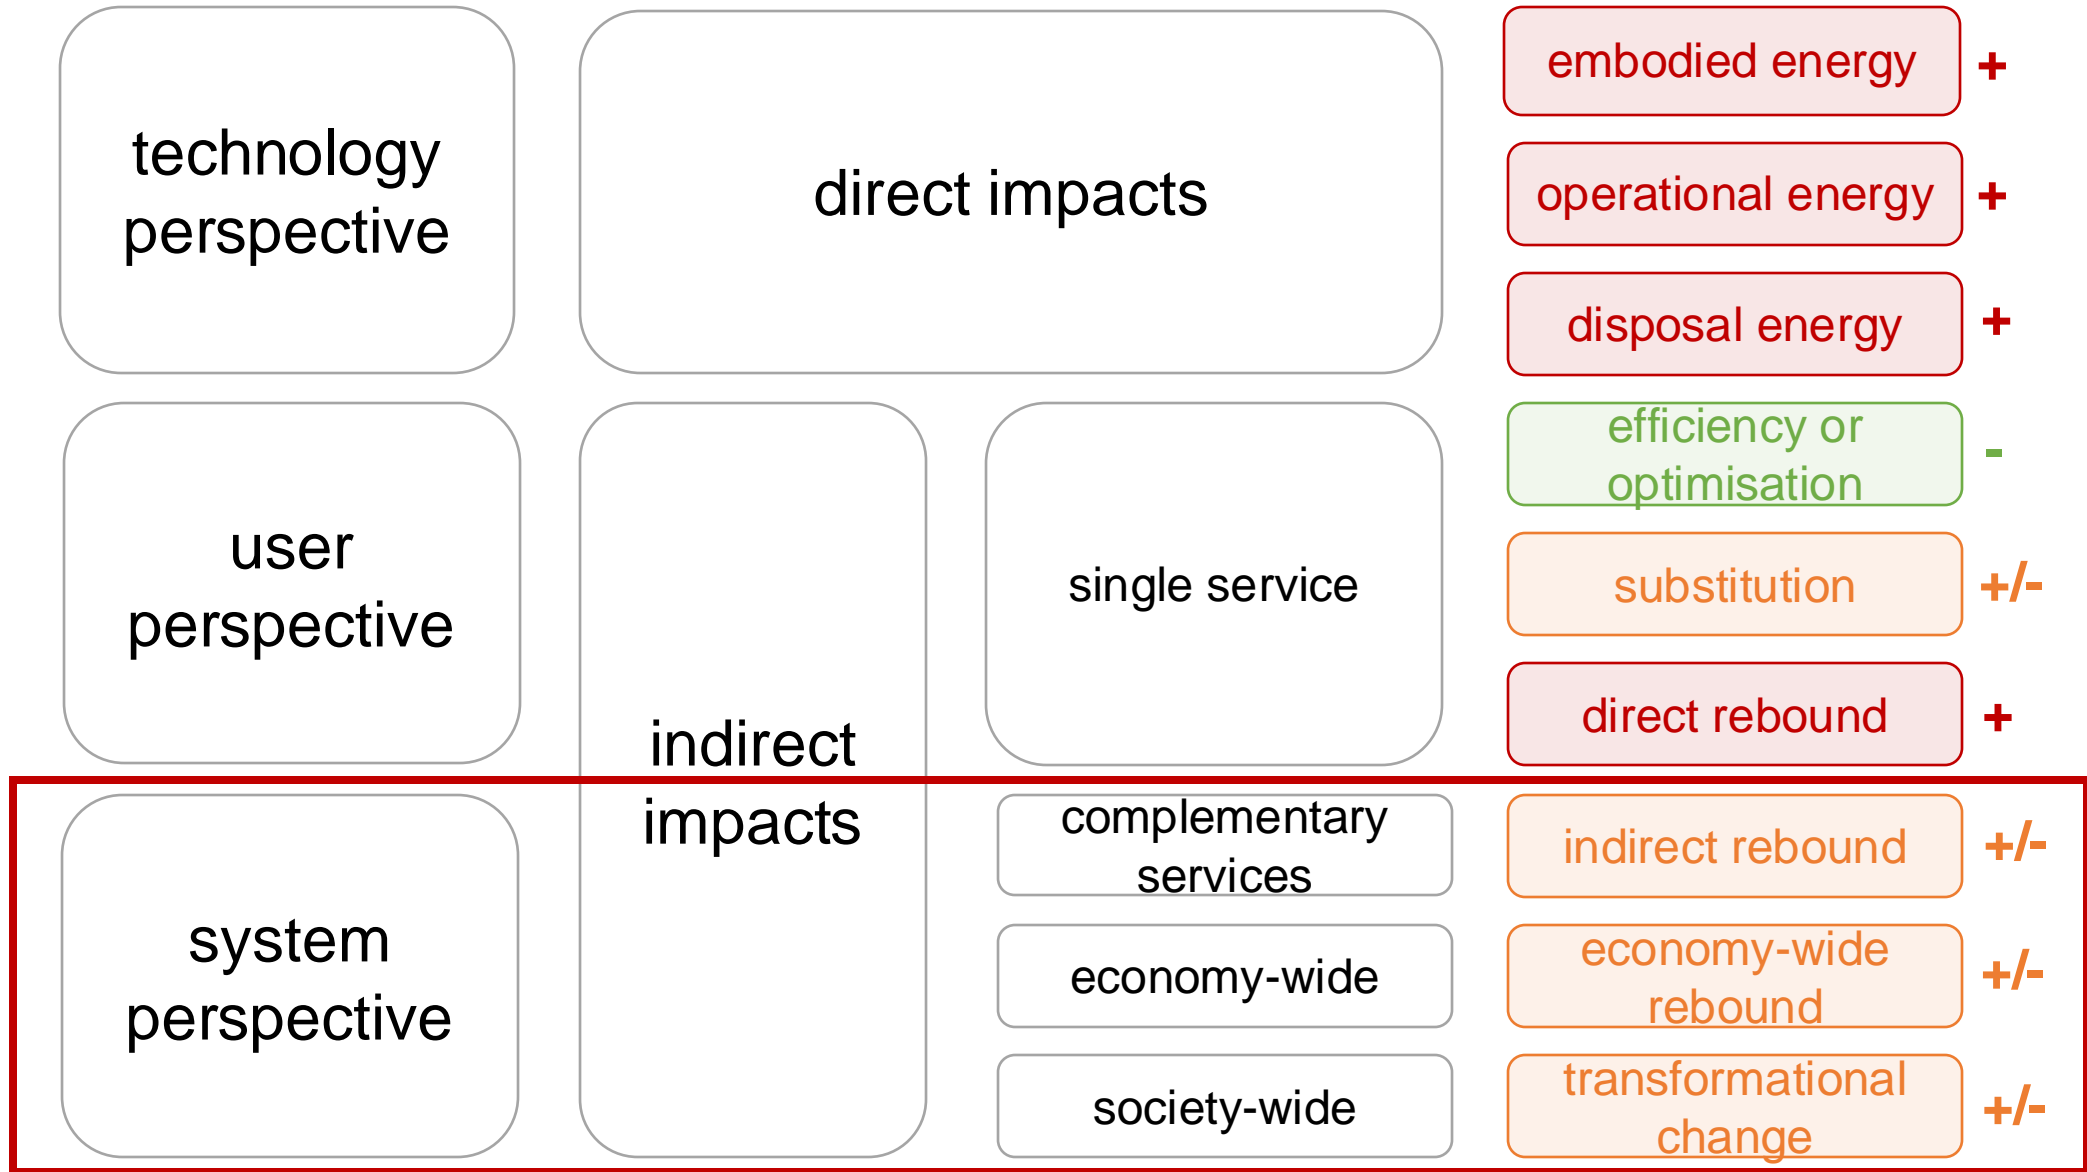 technology
perspective
direct impacts
embodied energy
+
operational energy
+
disposal energy
+
user
perspective
indirect
impacts
single service
efficiency or
optimisation
-
substitution
+/-
direct rebound
+
system
perspective
complementary
services
indirect rebound
+/-
economy-wide
economy-wide
rebound
+/-
society-wide
transformational
change
+/-